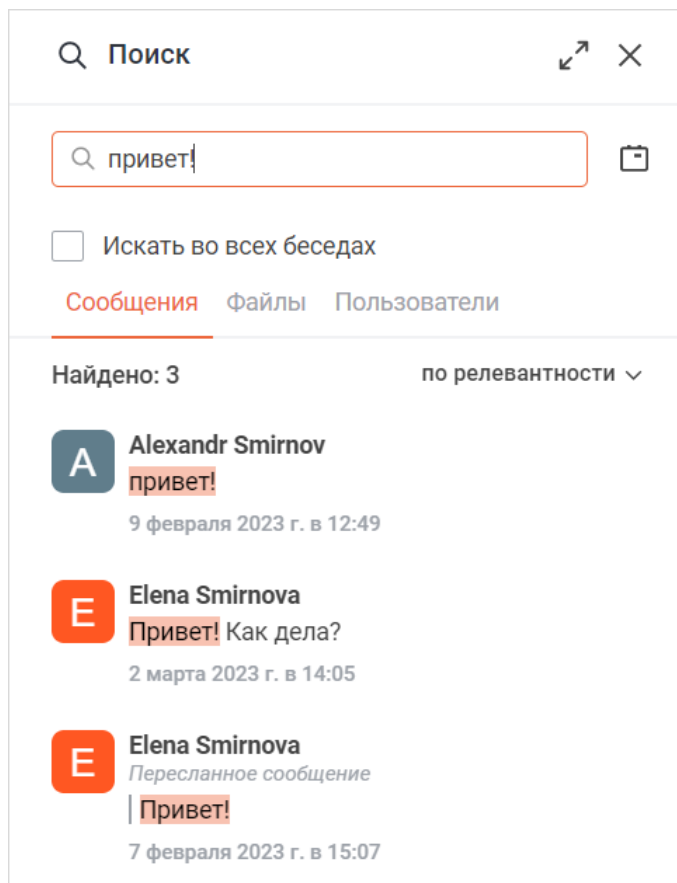 Поиск
привет!
Искать во всех беседах
Сообщения Файлы Пользователи
Найдено: 3 по релевантности
A
Alexandr Smirnov
привет!
9 февраля 2023 г. в 12:49
E
Elena Smirnova
Привет! Как дела?
2 марта 2023 г. в 14:05
E
Elena Smirnova
Пересланное сообщение
Привет!
7 февраля 2023 г. в 15:07